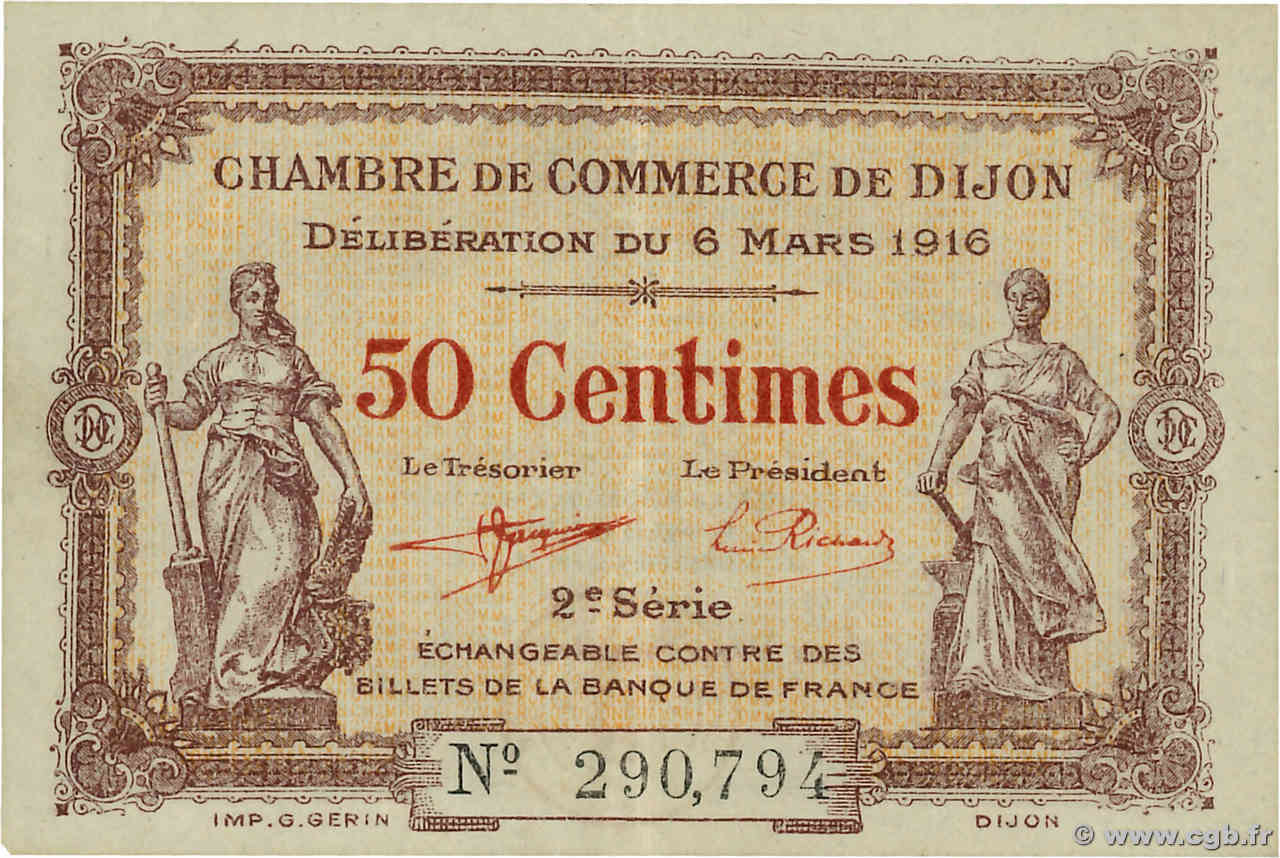 CHAMBRE DE COMMERCE DE DIJON
DÉLIBÉRATION DU 6 MARS 1916
50 Centimes
Le Trésorier Le Président
Richard
2e Série
ÉCHANGEABLE CONTRE DES
BILLETS DE LA BANQUE DE FRANCE
No 290,794
IMP. G. GERIN DIJON
© www.cgb.fr